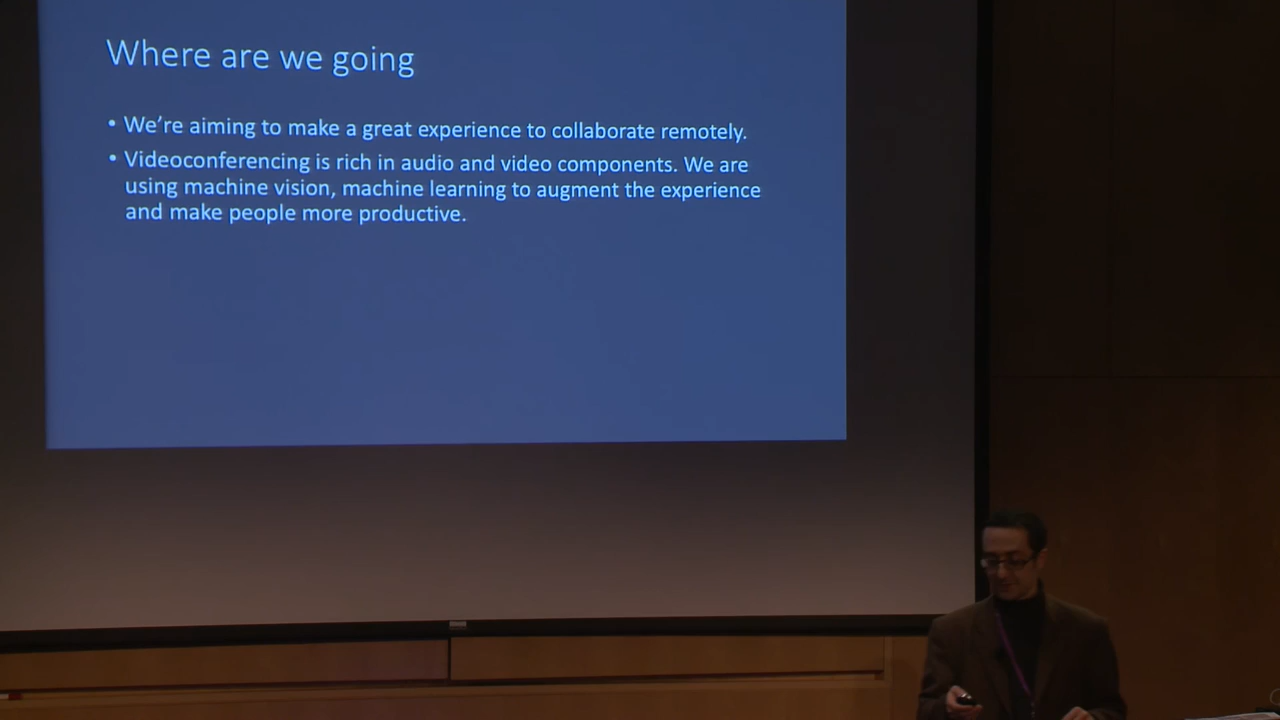 Where are we going
• We're aiming to make a great experience to collaborate remotely.
• Videoconferencing is rich in audio and video components. We are
using machine vision, machine learning to augment the experience
and make people more productive.